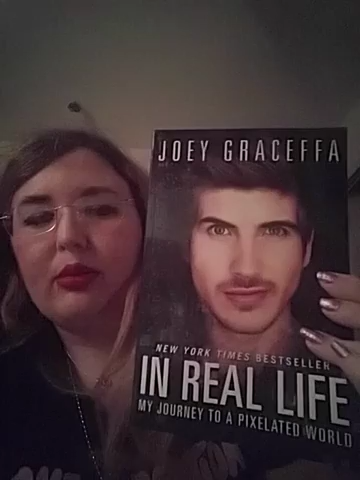 JOEY GRACEFFA
NEW YORK TIMES BESTSELLER
IN REAL LIFE
MY JOURNEY TO A PIXELATED WORLD